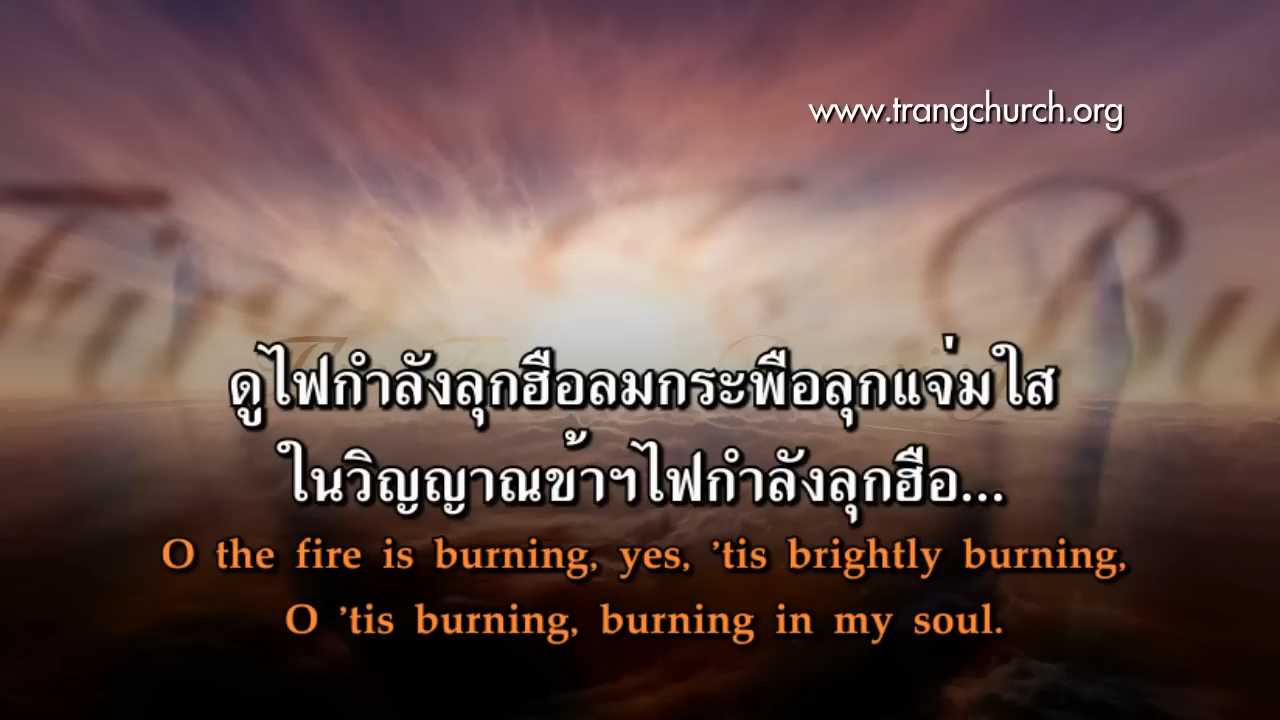 www.trangchurch.org
ดูไฟกำลังลุกฮือลมกระพือลุกแจ่มใส
ในวิญญาณข้าฯไฟกำลังลุกฮือ...
O the fire is burning, yes, ’tis brightly burning,
O ’tis burning, burning in my soul.